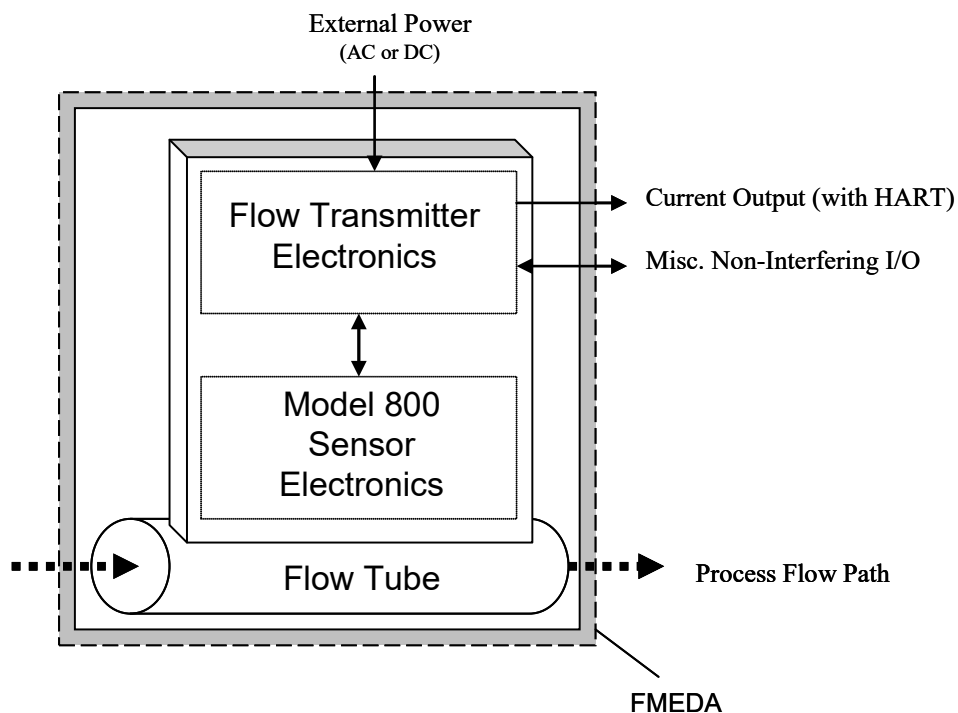 External Power
(AC or DC)
Flow Transmitter
Electronics
Current Output (with HART)
Misc. Non-Interfering I/O
Model 800
Sensor
Electronics
Flow Tube
Process Flow Path
FMEDA